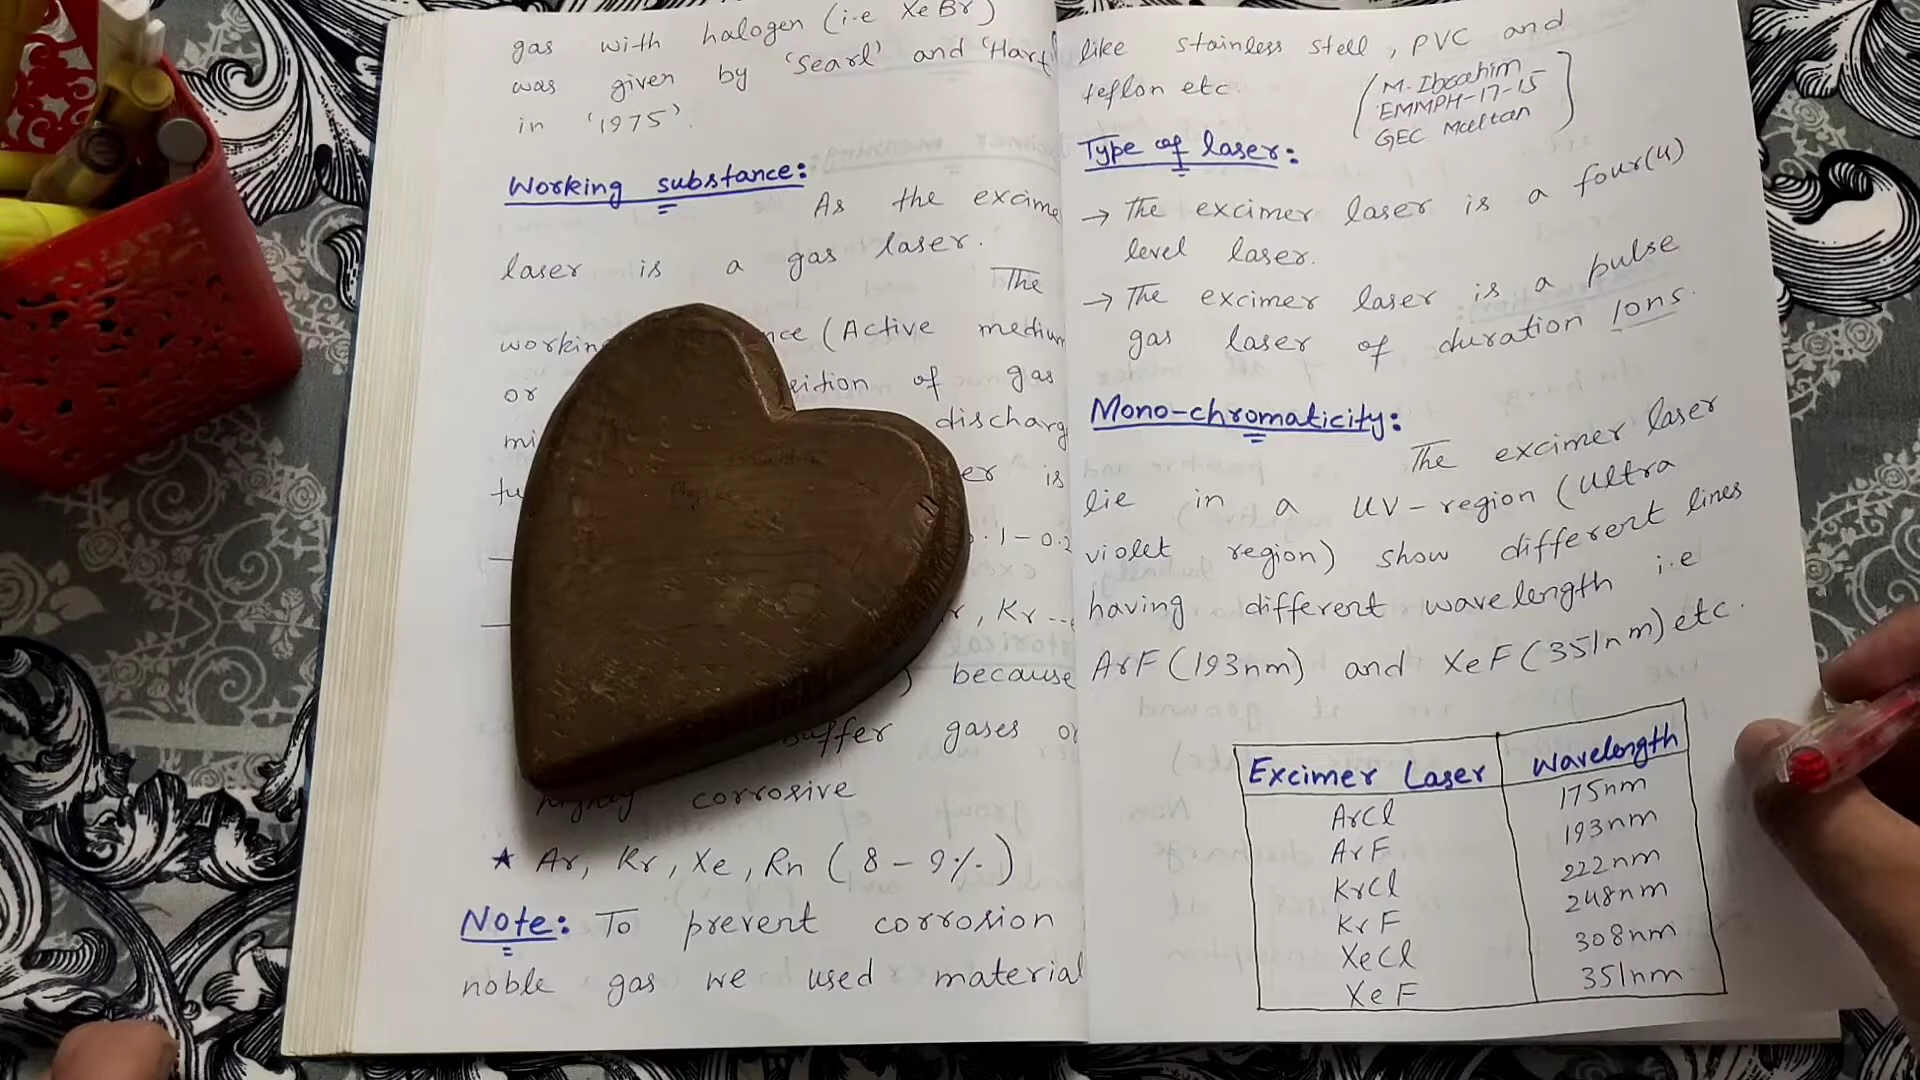 gas with halogen (i.e XeBr)
was given by 'Searl' and 'Hart'
in '1975'.
Working substance:
As the excime
laser is a gas laser.
The
nce (Active medium
or of gas
discharg
er is
0.1-0.2
, Kr --
) because
buffer gases or
highly corrosive
★ Ar, Kr, Xe, Rn (8-9%)
Note: To prevent corrosion
noble gas we used material
like stainless stell, PVC and
teflon etc.
(M. Ibrahim
EMMPH-17-15
GEC Multan)
Type of laser:
→ The excimer laser is a four(4)
level laser.
→ The excimer laser is a pulse
gas laser of duration 10ns.
Mono-chromaticity:
The excimer laser
lie in a UV-region (Ultra
violet region) show different lines
having different wavelength i.e
ArF (193nm) and XeF (351nm) etc.
Excimer Laser Wavelength
ArCl 175nm
ArF 193nm
KrCl 222nm
KrF 248nm
XeCl 308nm
XeF 351nm